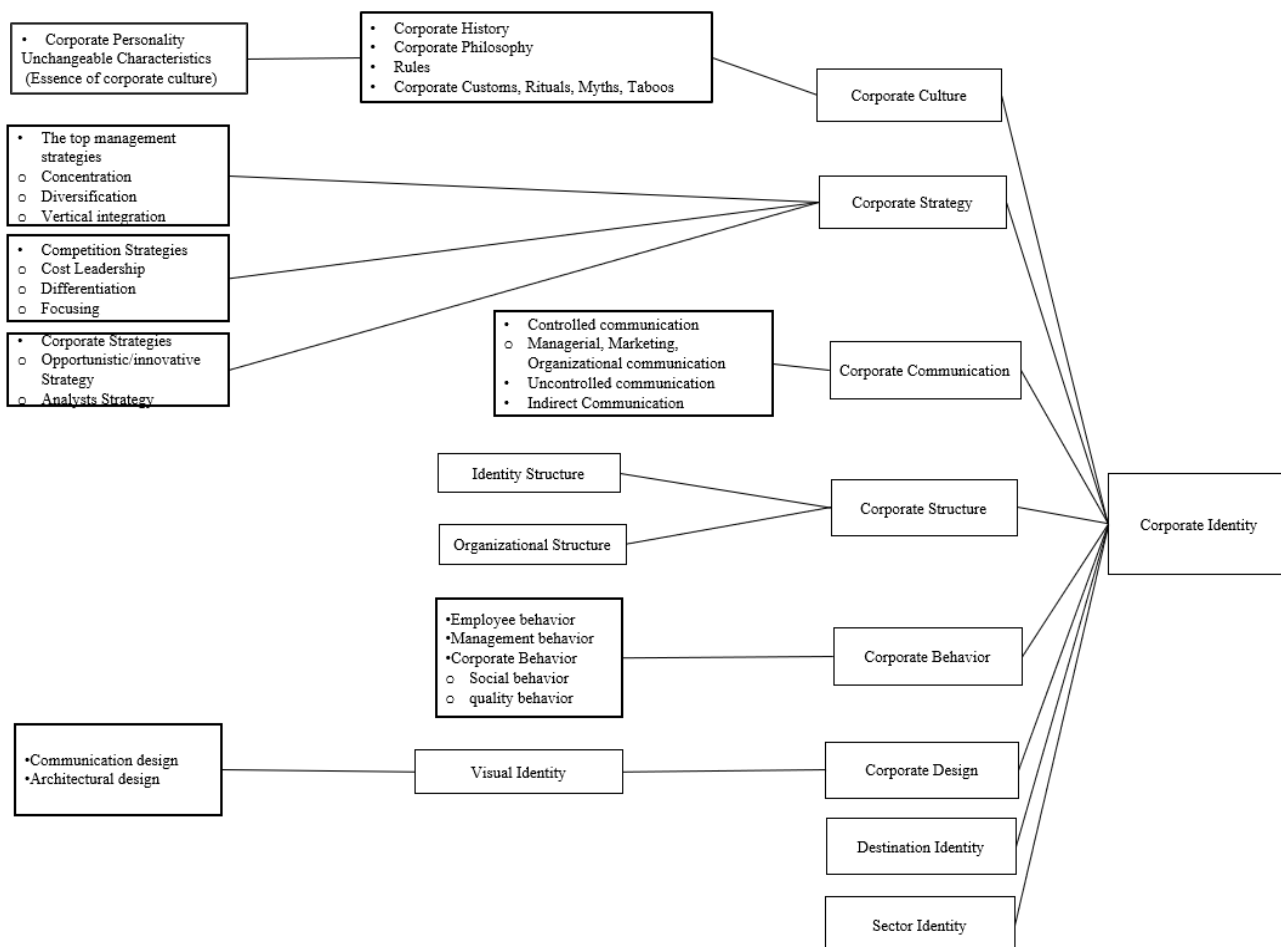 • Corporate Personality
Unchangeable Characteristics
(Essence of corporate culture)
• Corporate History
• Corporate Philosophy
• Rules
• Corporate Customs, Rituals, Myths, Taboos
Corporate Culture
• The top management
strategies
o Concentration
o Diversification
o Vertical integration
Corporate Strategy
• Competition Strategies
o Cost Leadership
o Differentiation
o Focusing
• Corporate Strategies
o Opportunistic/innovative
Strategy
o Analysts Strategy
• Controlled communication
o Managerial, Marketing,
Organizational communication
• Uncontrolled communication
• Indirect Communication
Corporate Communication
Identity Structure
Organizational Structure
Corporate Structure
Corporate Identity
•Employee behavior
•Management behavior
•Corporate Behavior
o Social behavior
o quality behavior
Corporate Behavior
•Communication design
•Architectural design
Visual Identity
Corporate Design
Destination Identity
Sector Identity